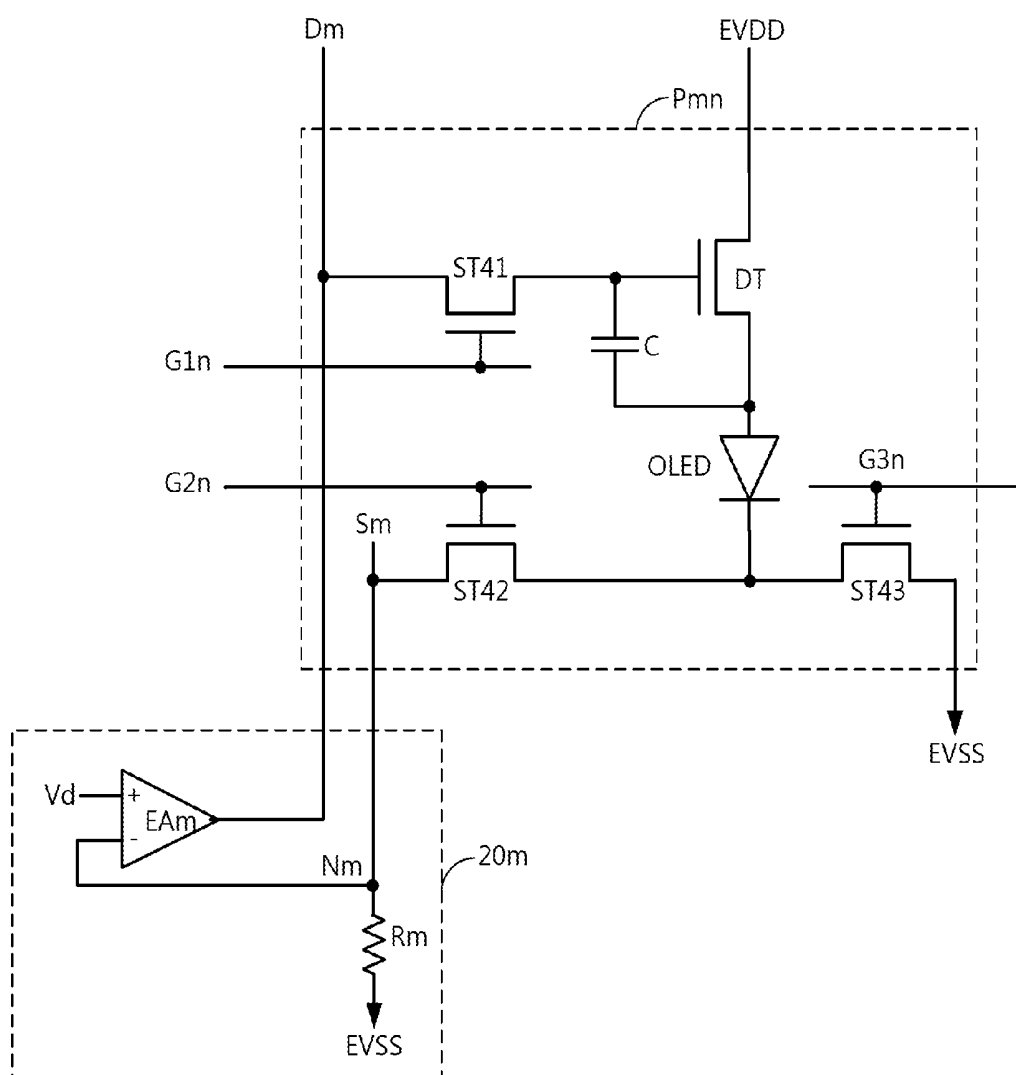 Dm
EVDD
Pmn
ST41
DT
G1n
C
OLED
G3n
G2n
Sm
ST42
ST43
EVSS
Vd
+
EAm
-
Nm
20m
Rm
EVSS